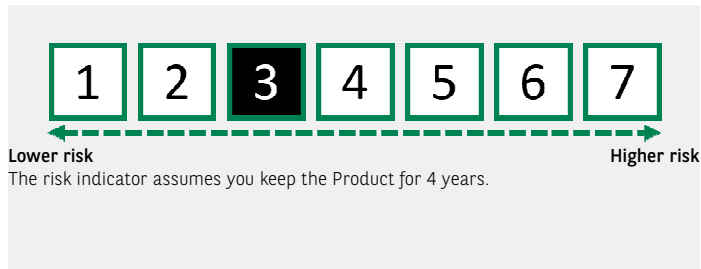 1 2 3 4 5 6 7
Lower risk Higher risk
The risk indicator assumes you keep the Product for 4 years.